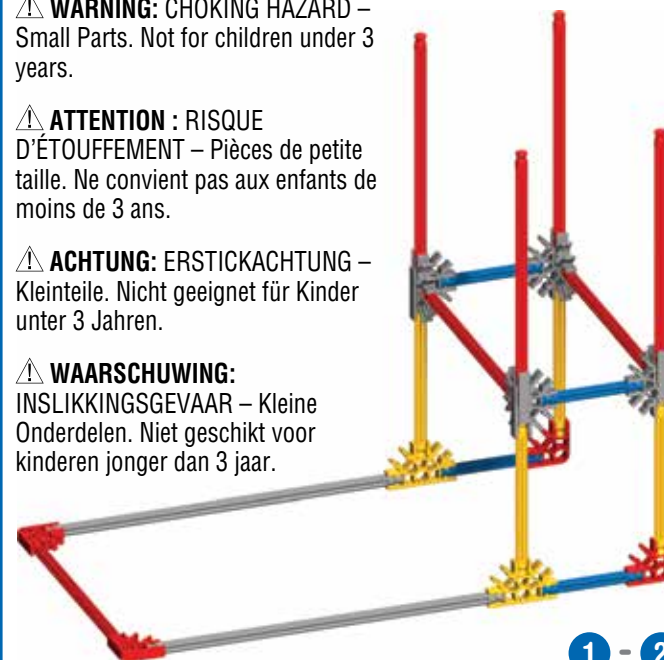 ⚠ WARNING: CHOKING HAZARD –
Small Parts. Not for children under 3
years.
⚠ ATTENTION : RISQUE
D'ÉTOUFFEMENT – Pièces de petite
taille. Ne convient pas aux enfants de
moins de 3 ans.
⚠ ACHTUNG: ERSTICKACHTUNG –
Kleinteile. Nicht geeignet für Kinder
unter 3 Jahren.
⚠ WAARSCHUWING:
INSLIKKINGSGEVAAR – Kleine
Onderdelen. Niet geschikt voor
kinderen jonger dan 3 jaar.
1 - 2